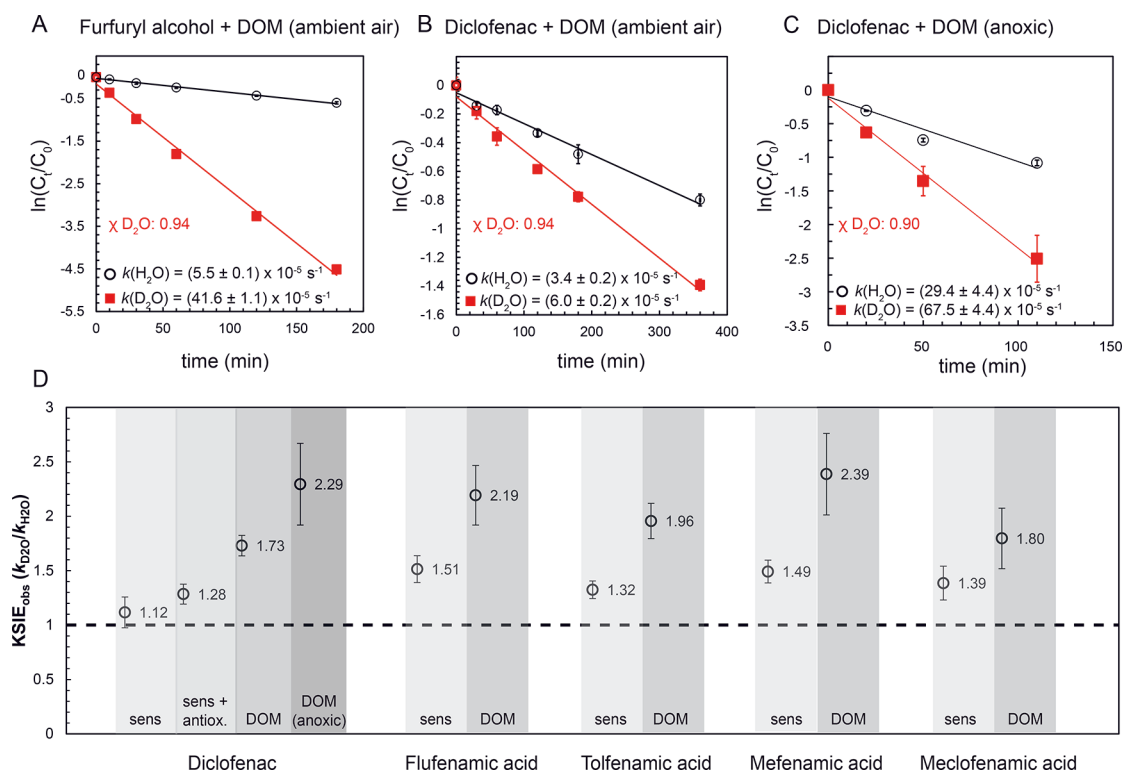 A Furfuryl alcohol + DOM (ambient air)
0
-0.5
-1.5
-2.5
-3.5
-4.5
-5.5
ln(Cₜ/C₀)
χ D₂O: 0.94
k(H₂O) = (5.5 ± 0.1) x 10⁻⁵ s⁻¹
k(D₂O) = (41.6 ± 1.1) x 10⁻⁵ s⁻¹
0 50 100 150 200
time (min)
B Diclofenac + DOM (ambient air)
0
-0.2
-0.4
-0.6
-0.8
-1
-1.2
-1.4
-1.6
ln(Cₜ/C₀)
χ D₂O: 0.94
k(H₂O) = (3.4 ± 0.2) x 10⁻⁵ s⁻¹
k(D₂O) = (6.0 ± 0.2) x 10⁻⁵ s⁻¹
0 100 200 300 400
time (min)
C Diclofenac + DOM (anoxic)
0
-0.5
-1
-1.5
-2
-2.5
-3
-3.5
ln(Cₜ/C₀)
χ D₂O: 0.90
k(H₂O) = (29.4 ± 4.4) x 10⁻⁵ s⁻¹
k(D₂O) = (67.5 ± 4.4) x 10⁻⁵ s⁻¹
0 50 100 150
time (min)
D
3
2.5
2
1.5
1
0.5
0
KSIEobs (kD2O/kH2O)
1.12
1.28
1.73
2.29
1.51
2.19
1.32
1.96
1.49
2.39
1.39
1.80
sens
sens +
antiox.
DOM
DOM
(anoxic)
sens DOM
sens DOM
sens DOM
sens DOM
Diclofenac Flufenamic acid Tolfenamic acid Mefenamic acid Meclofenamic acid